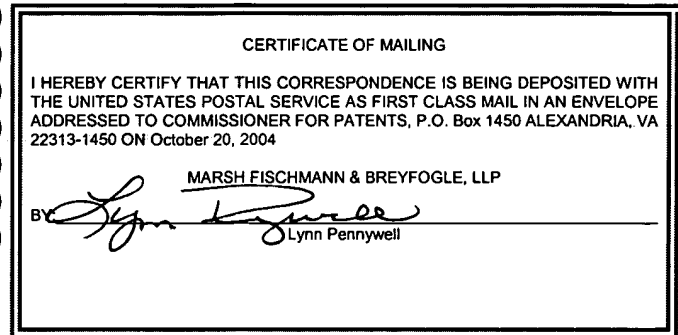 CERTIFICATE OF MAILING
I HEREBY CERTIFY THAT THIS CORRESPONDENCE IS BEING DEPOSITED WITH
THE UNITED STATES POSTAL SERVICE AS FIRST CLASS MAIL IN AN ENVELOPE
ADDRESSED TO COMMISSIONER FOR PATENTS, P.O. Box 1450 ALEXANDRIA, VA
22313-1450 ON October 20, 2004
MARSH FISCHMANN & BREYFOGLE, LLP
BY: Lynn Pennywell
Lynn Pennywell